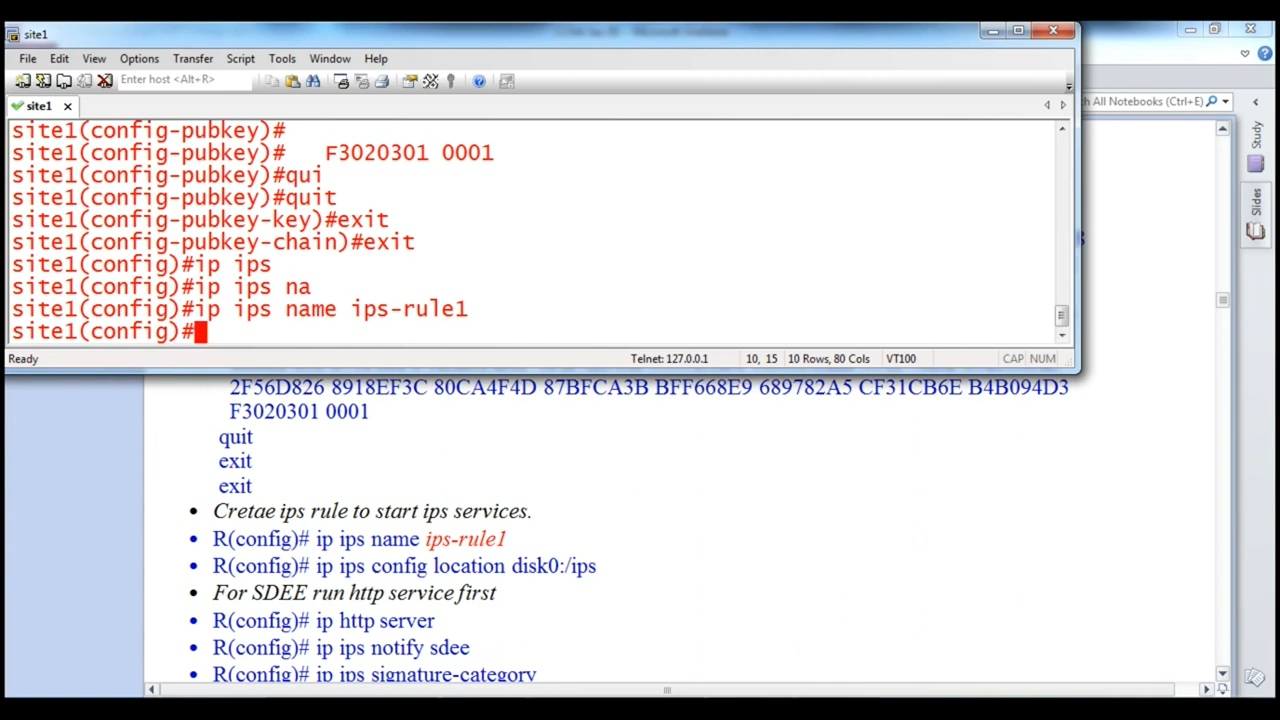 site1
File Edit View Options Transfer Script Tools Window Help
Enter host <Alt+R>
ch All Notebooks (Ctrl+E)
site1
site1(config-pubkey)#
site1(config-pubkey)#   F3020301 0001
site1(config-pubkey)#qui
site1(config-pubkey)#quit
site1(config-pubkey-key)#exit
site1(config-pubkey-chain)#exit
site1(config)#ip ips
site1(config)#ip ips na
site1(config)#ip ips name ips-rule1
site1(config)#
Ready Telnet: 127.0.0.1 10, 15 10 Rows, 80 Cols VT100 CAP NUM
Study
Slides
2F56D826 8918EF3C 80CA4F4D 87BFCA3B BFF668E9 689782A5 CF31CB6E B4B094D3
F3020301 0001
quit
exit
exit
• Cretae ips rule to start ips services.
• R(config)# ip ips name ips-rule1
• R(config)# ip ips config location disk0:/ips
• For SDEE run http service first
• R(config)# ip http server
• R(config)# ip ips notify sdee
• R(config)# ip ips signature-category